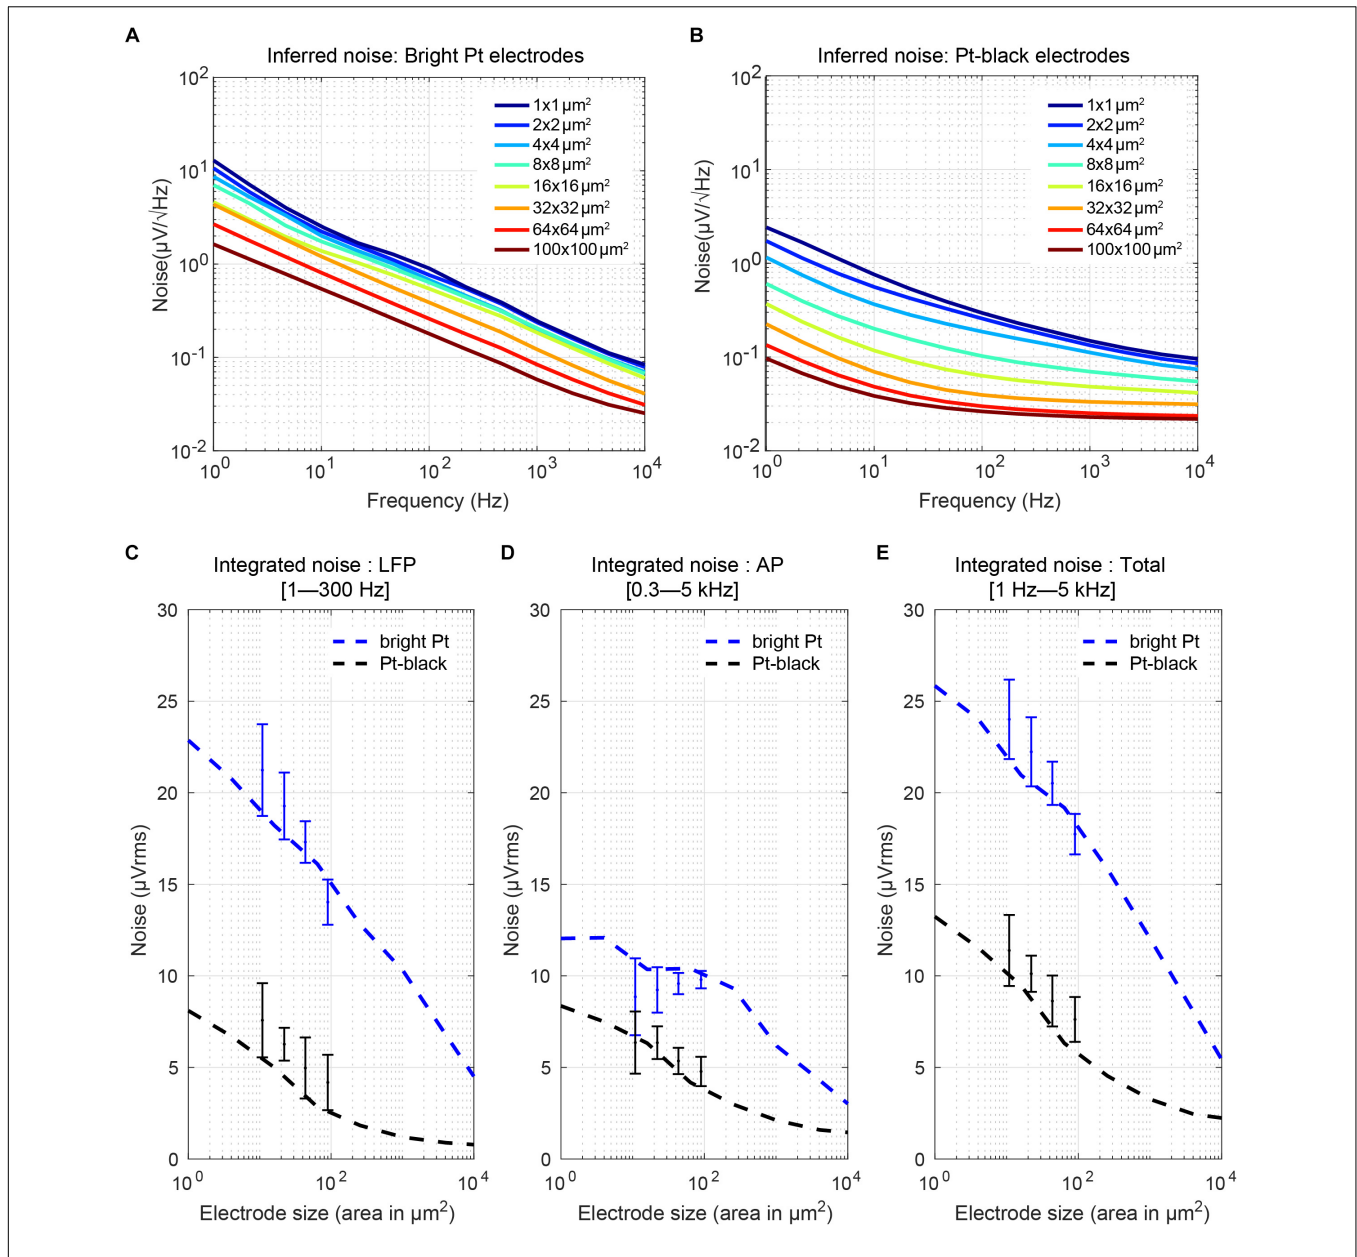 A
Inferred noise: Bright Pt electrodes
10²
10¹
10⁰
10⁻¹
10⁻²
Noise(µV/√Hz)
1x1 µm²
2x2 µm²
4x4 µm²
8x8 µm²
16x16 µm²
32x32 µm²
64x64 µm²
100x100 µm²
10⁰ 10¹ 10² 10³ 10⁴
Frequency (Hz)
B
Inferred noise: Pt-black electrodes
10²
10¹
10⁰
10⁻¹
10⁻²
Noise(µV/√Hz)
1x1 µm²
2x2 µm²
4x4 µm²
8x8 µm²
16x16 µm²
32x32 µm²
64x64 µm²
100x100 µm²
10⁰ 10¹ 10² 10³ 10⁴
Frequency (Hz)
C
Integrated noise : LFP
[1—300 Hz]
30
25
20
15
10
5
0
Noise (µVrms)
bright Pt
Pt-black
10⁰ 10² 10⁴
Electrode size (area in µm²)
D
Integrated noise : AP
[0.3—5 kHz]
30
25
20
15
10
5
0
Noise (µVrms)
bright Pt
Pt-black
10⁰ 10² 10⁴
Electrode size (area in µm²)
E
Integrated noise : Total
[1 Hz—5 kHz]
30
25
20
15
10
5
0
Noise (µVrms)
bright Pt
Pt-black
10⁰ 10² 10⁴
Electrode size (area in µm²)